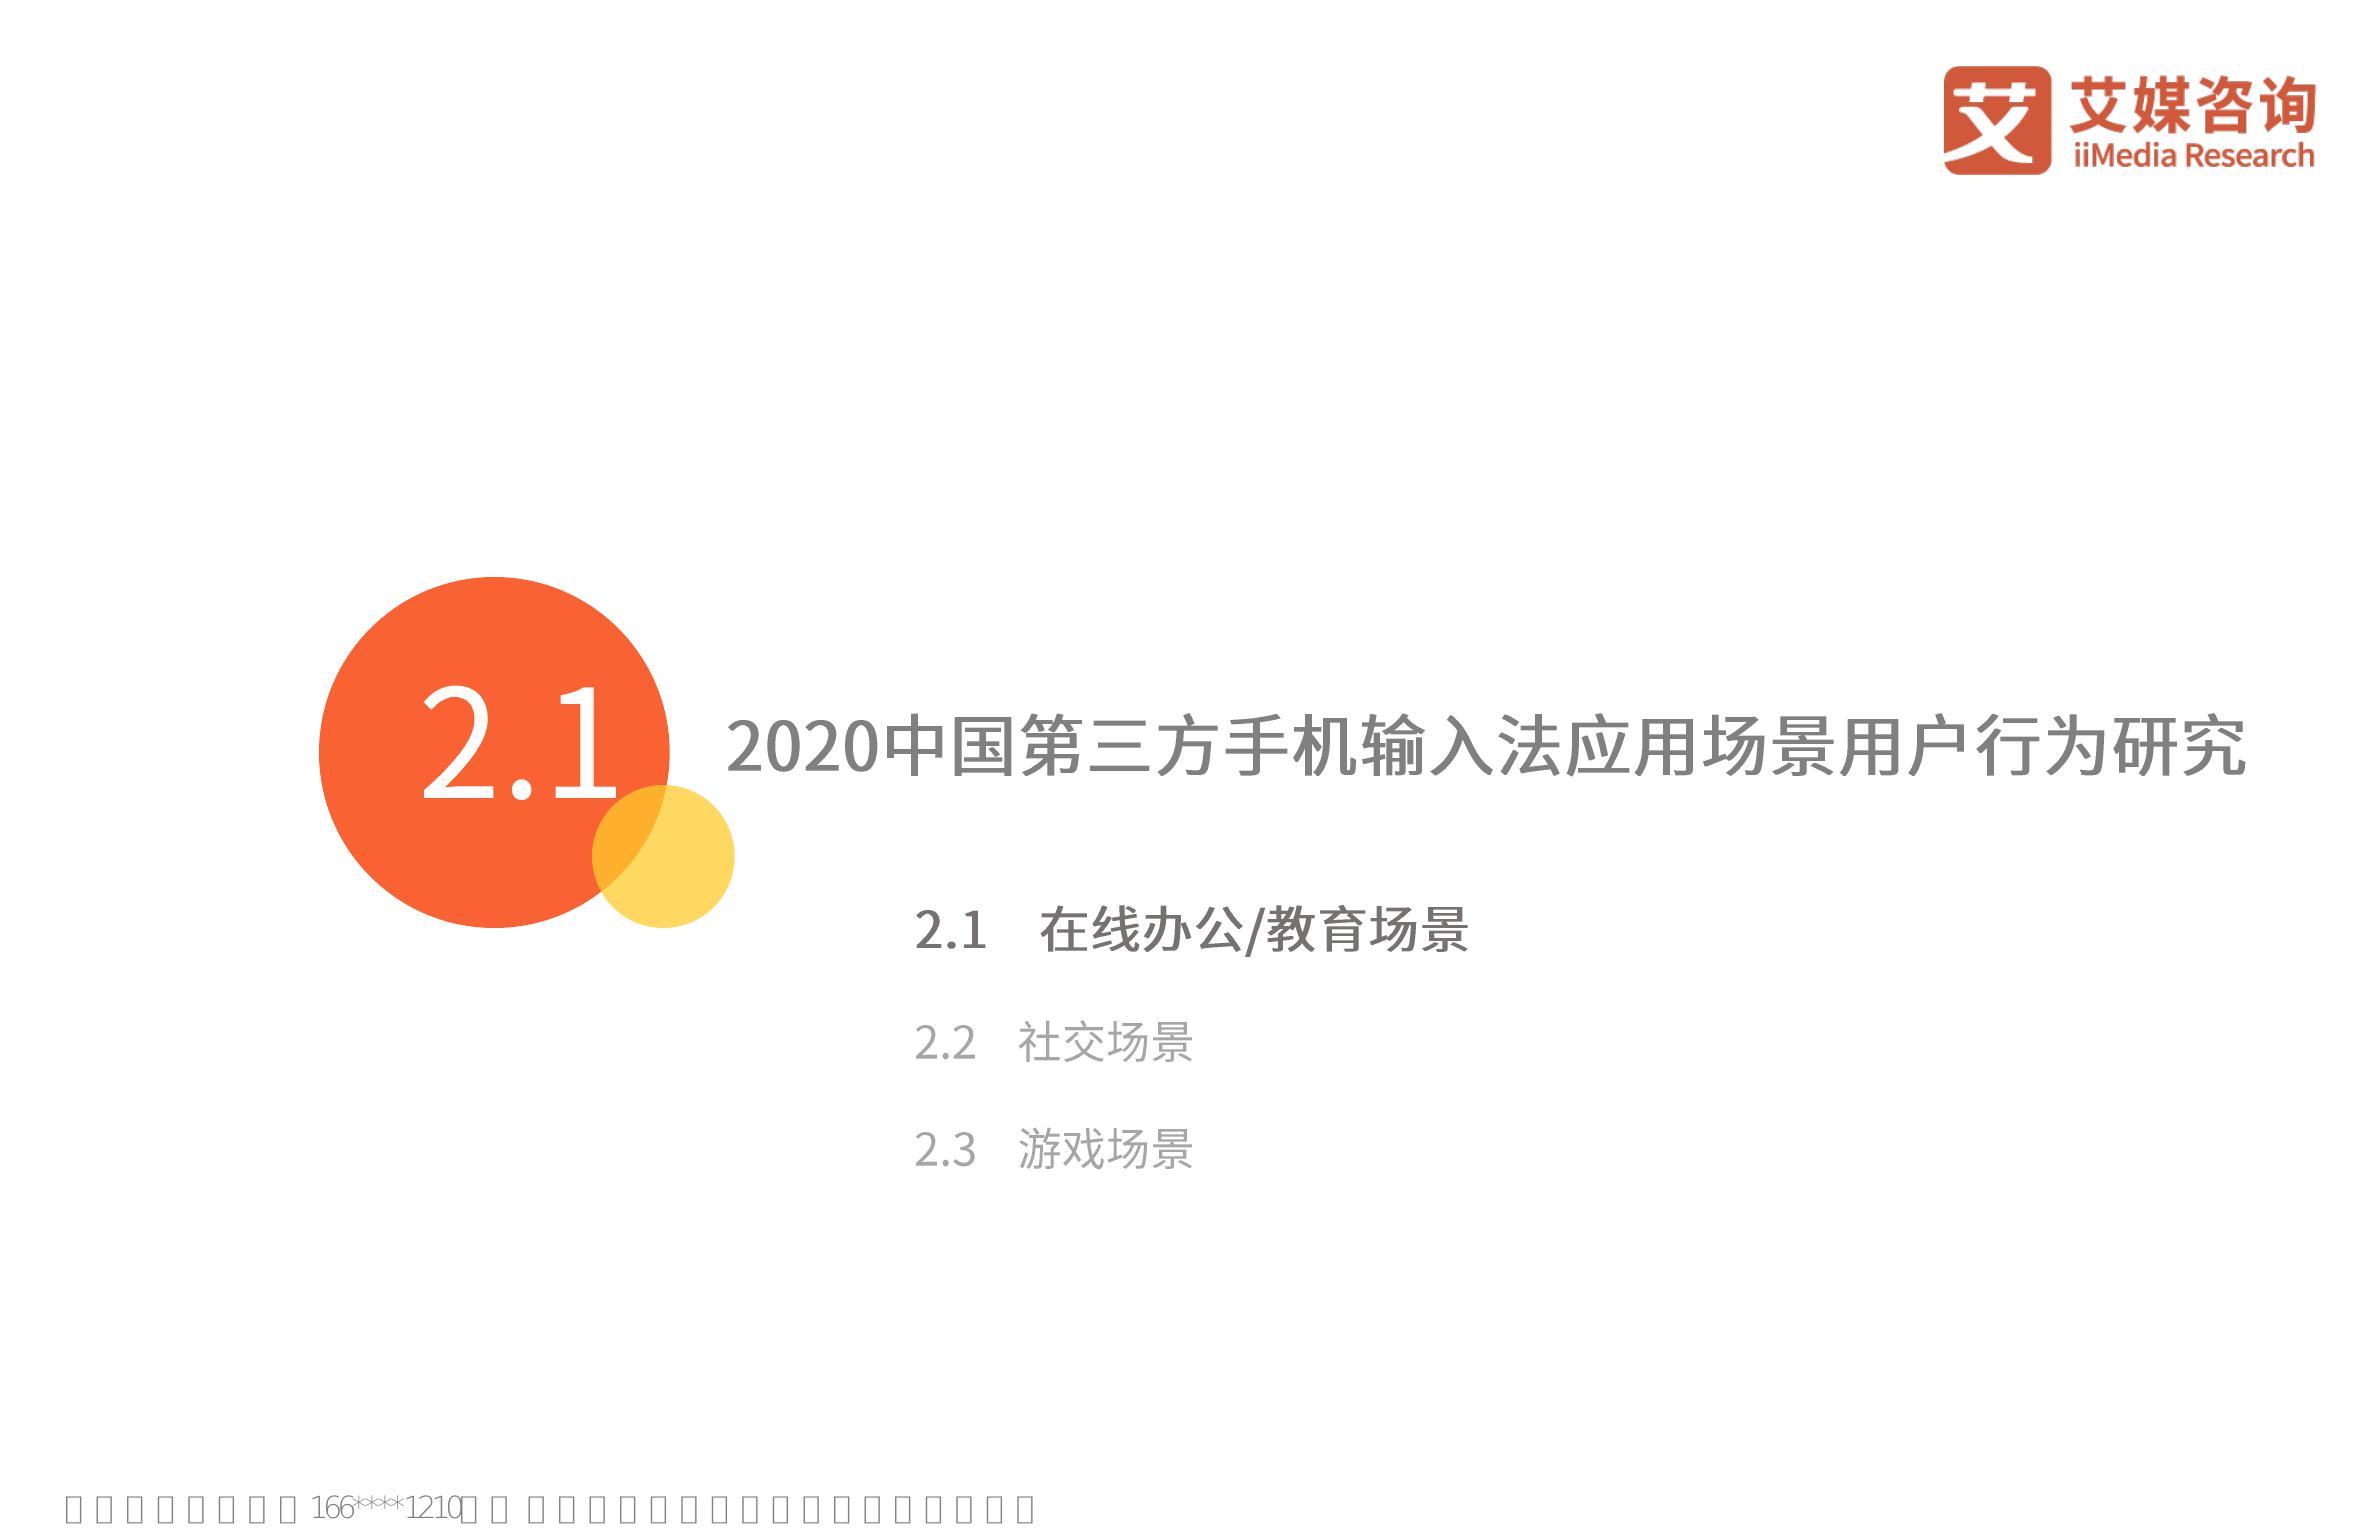 艾
艾媒咨询
iiMedia Research
2.1
2020中国第三方手机输入法应用场景用户行为研究
2.1 在线办公/教育场景
2.2 社交场景
2.3 游戏场景
166****1210